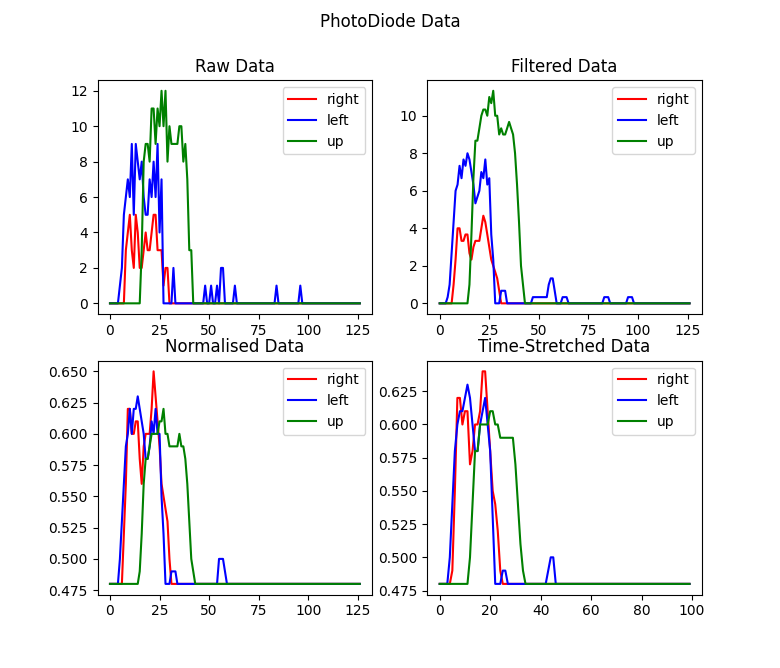 PhotoDiode Data
Raw Data
12
10
8
6
4
2
0
0 25 50 75 100 125
right
left
up
Filtered Data
10
8
6
4
2
0
0 25 50 75 100 125
right
left
up
Normalised Data
0.650
0.625
0.600
0.575
0.550
0.525
0.500
0.475
0 25 50 75 100 125
right
left
up
Time-Stretched Data
0.625
0.600
0.575
0.550
0.525
0.500
0.475
0 20 40 60 80 100
right
left
up